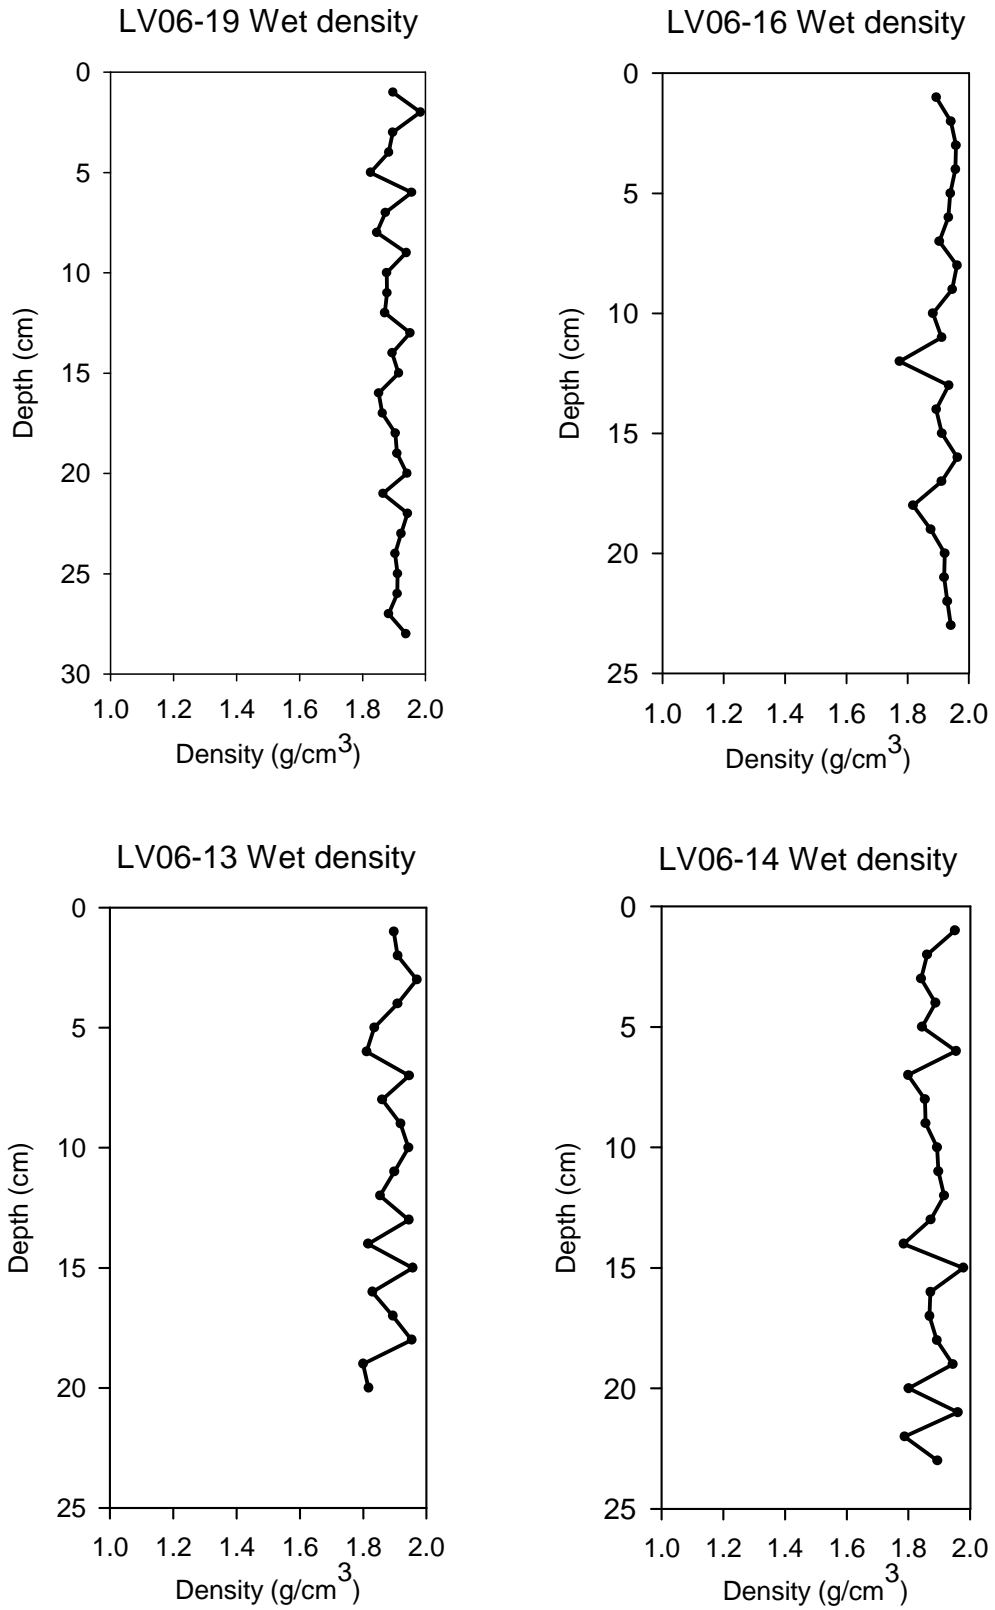 LV06-19 Wet density
0
5
10
15
20
25
30
Depth (cm)
1.0 1.2 1.4 1.6 1.8 2.0
Density (g/cm3)
LV06-16 Wet density
0
5
10
15
20
25
Depth (cm)
1.0 1.2 1.4 1.6 1.8 2.0
Density (g/cm3)
LV06-13 Wet density
0
5
10
15
20
25
Depth (cm)
1.0 1.2 1.4 1.6 1.8 2.0
Density (g/cm3)
LV06-14 Wet density
0
5
10
15
20
25
Depth (cm)
1.0 1.2 1.4 1.6 1.8 2.0
Density (g/cm3)